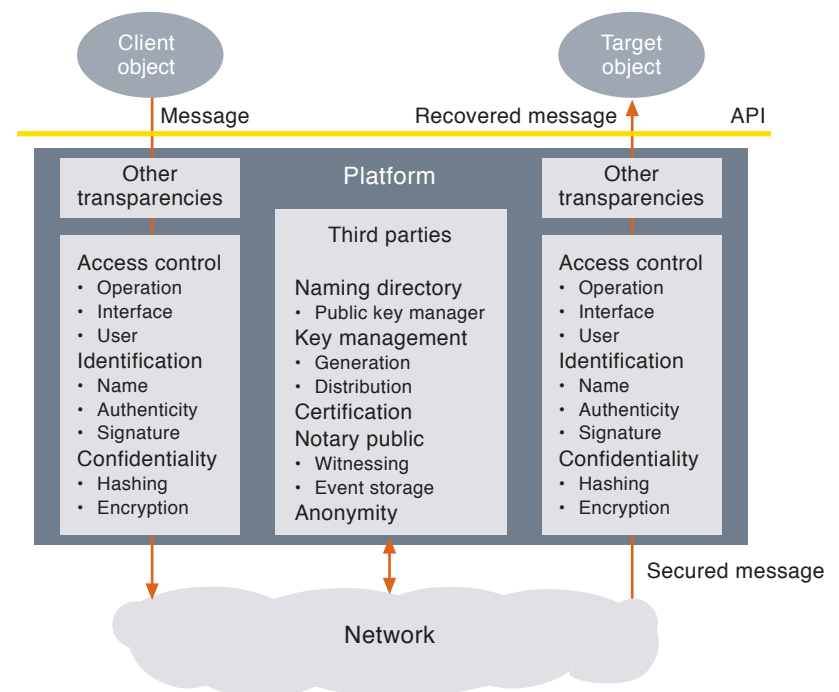 Client
object
Target
object
Message
Recovered message
API
Platform
Other
transparencies
Access control
• Operation
• Interface
• User
Identification
• Name
• Authenticity
• Signature
Confidentiality
• Hashing
• Encryption
Third parties
Naming directory
• Public key manager
Key management
• Generation
• Distribution
Certification
Notary public
• Witnessing
• Event storage
Anonymity
Other
transparencies
Access control
• Operation
• Interface
• User
Identification
• Name
• Authenticity
• Signature
Confidentiality
• Hashing
• Encryption
Secured message
Network